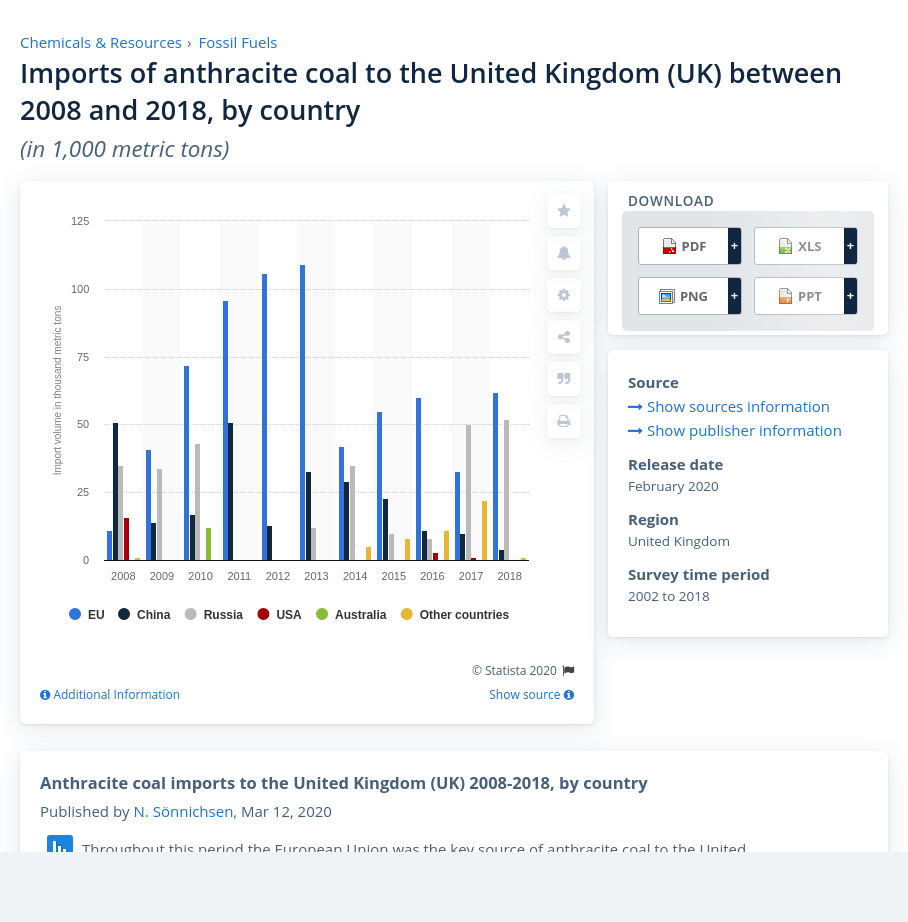 Chemicals & Resources › Fossil Fuels
Imports of anthracite coal to the United Kingdom (UK) between
2008 and 2018, by country
(in 1,000 metric tons)
Import volume in thousand metric tons
125
100
75
50
25
0
2008 2009 2010 2011 2012 2013 2014 2015 2016 2017 2018
EU China Russia USA Australia Other countries
© Statista 2020
Additional Information Show source
DOWNLOAD
PDF + XLS +
PNG + PPT +
Source
Show sources information
Show publisher information
Release date
February 2020
Region
United Kingdom
Survey time period
2002 to 2018
Anthracite coal imports to the United Kingdom (UK) 2008-2018, by country
Published by N. Sönnichsen, Mar 12, 2020
Throughout this period the European Union was the key source of anthracite coal to the United